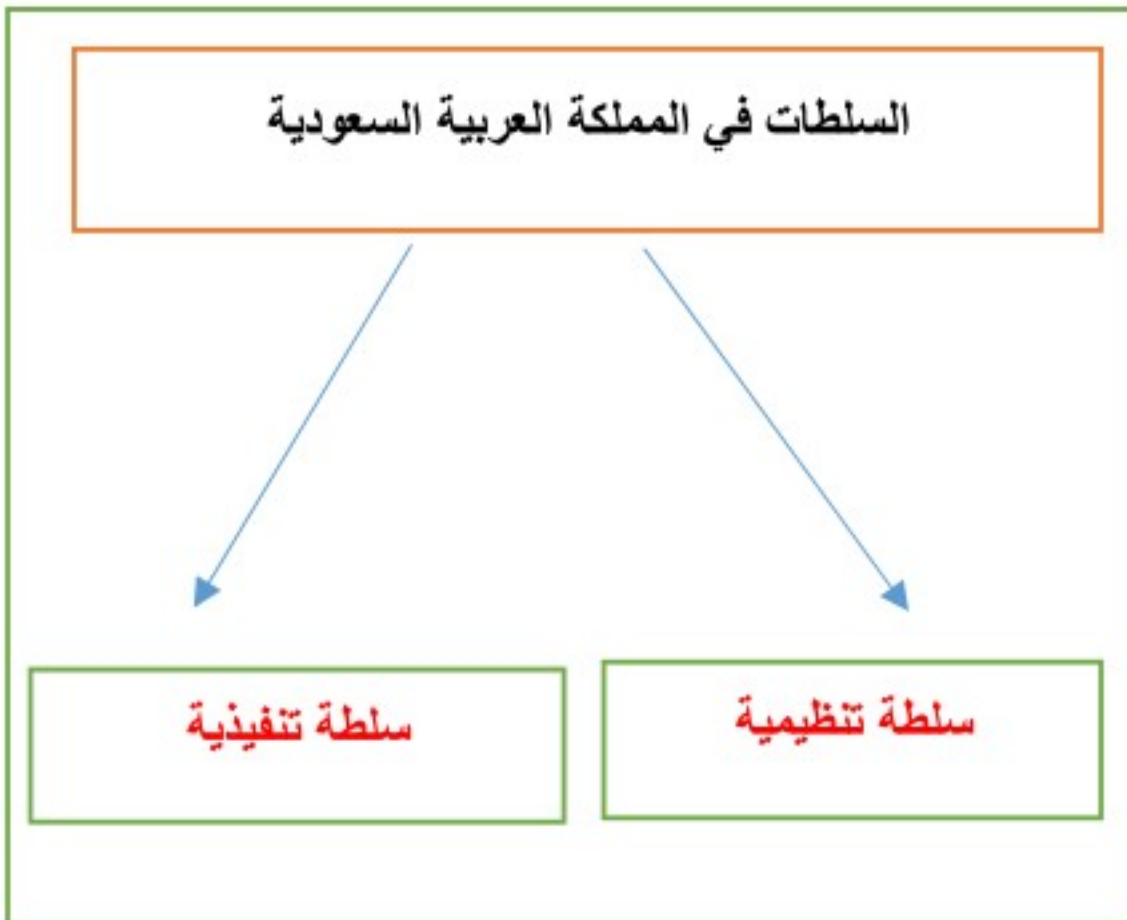 السلطات في المملكة العربية السعودية
سلطة تنظيمية
سلطة تنفيذية